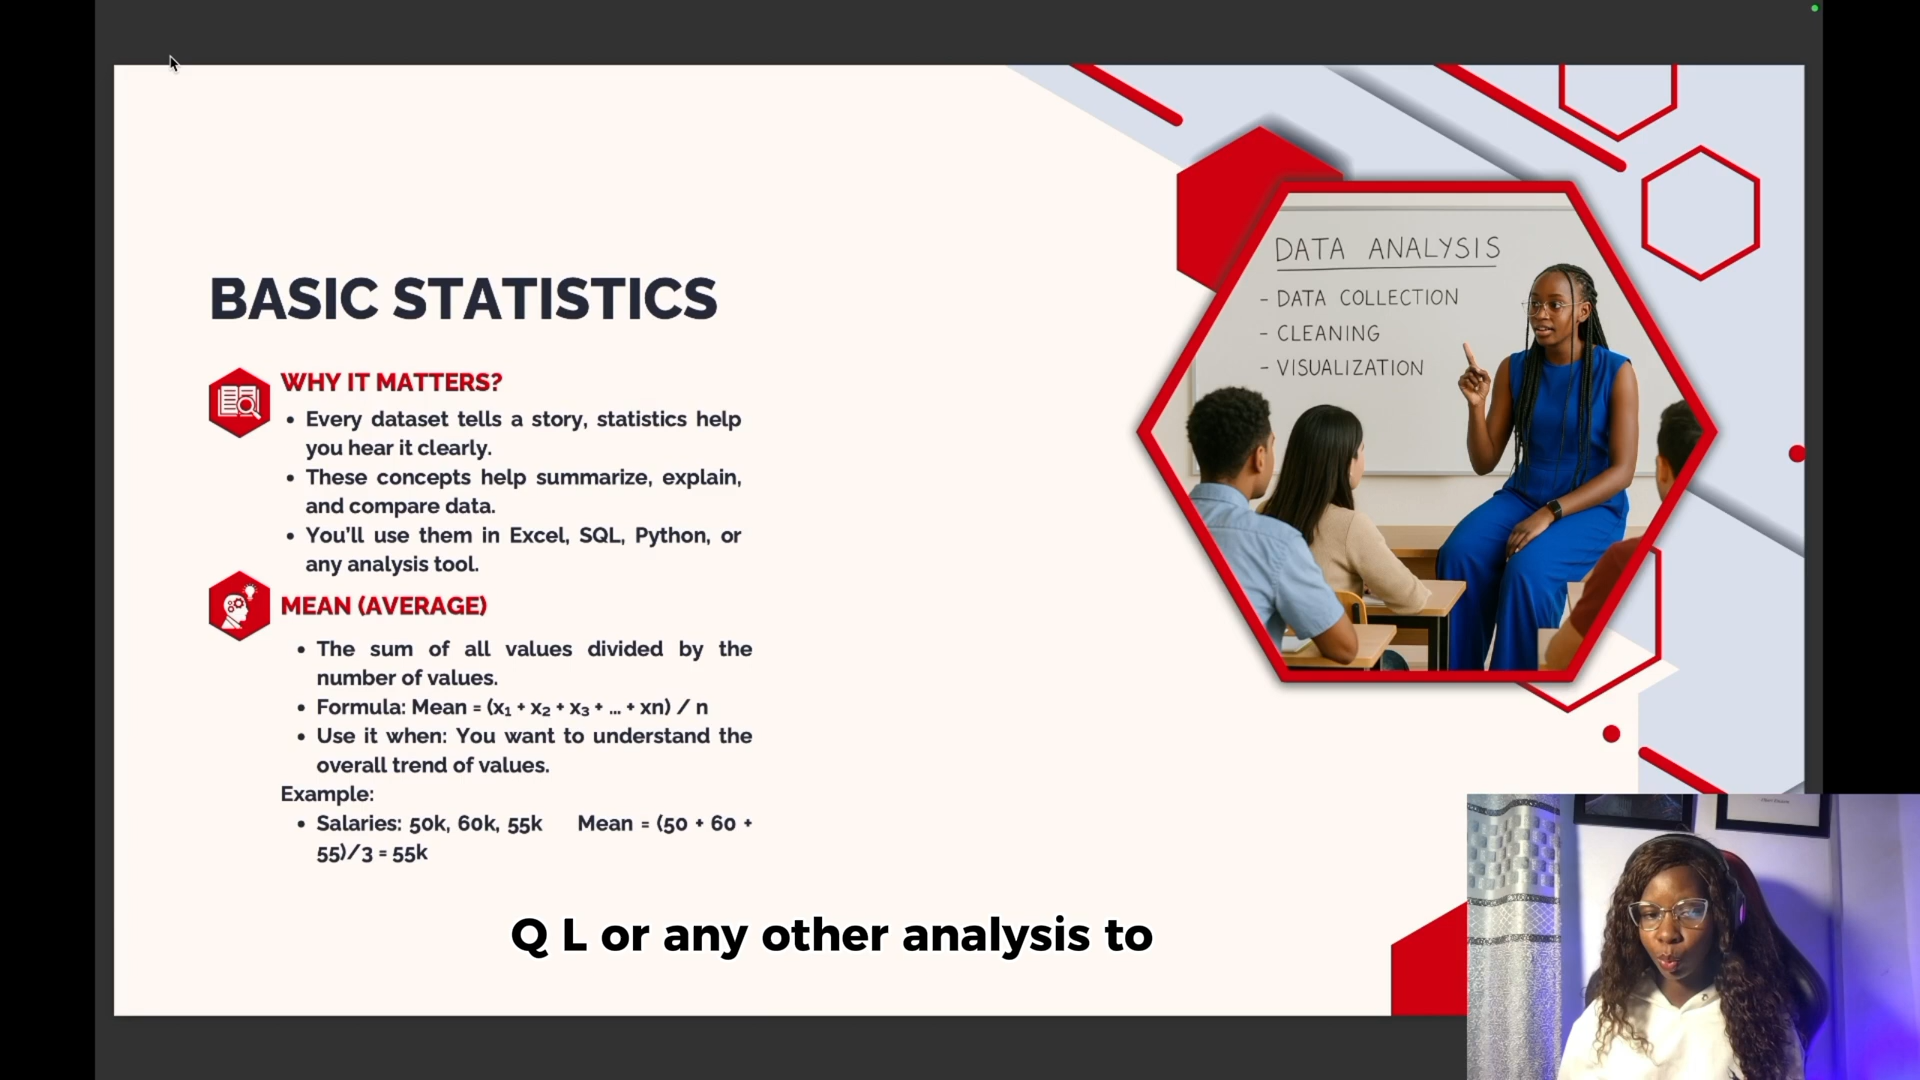 BASIC STATISTICS
WHY IT MATTERS?
• Every dataset tells a story, statistics help
you hear it clearly.
• These concepts help summarize, explain,
and compare data.
• You'll use them in Excel, SQL, Python, or
any analysis tool.
MEAN (AVERAGE)
• The sum of all values divided by the
number of values.
• Formula: Mean = (x₁ + x₂ + x₃ + … + xn) / n
• Use it when: You want to understand the
overall trend of values.
Example:
• Salaries: 50k, 60k, 55k Mean = (50 + 60 +
55)/3 = 55k
DATA ANALYSIS
- DATA COLLECTION
- CLEANING
- VISUALIZATION
Q L or any other analysis to